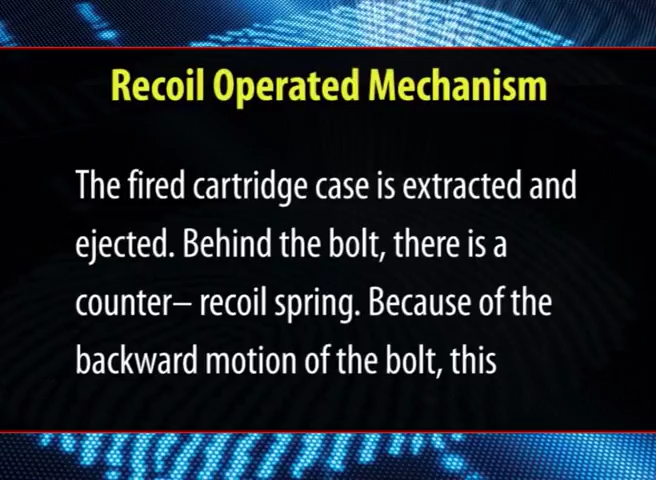 Recoil Operated Mechanism
The fired cartridge case is extracted and
ejected. Behind the bolt, there is a
counter– recoil spring. Because of the
backward motion of the bolt, this